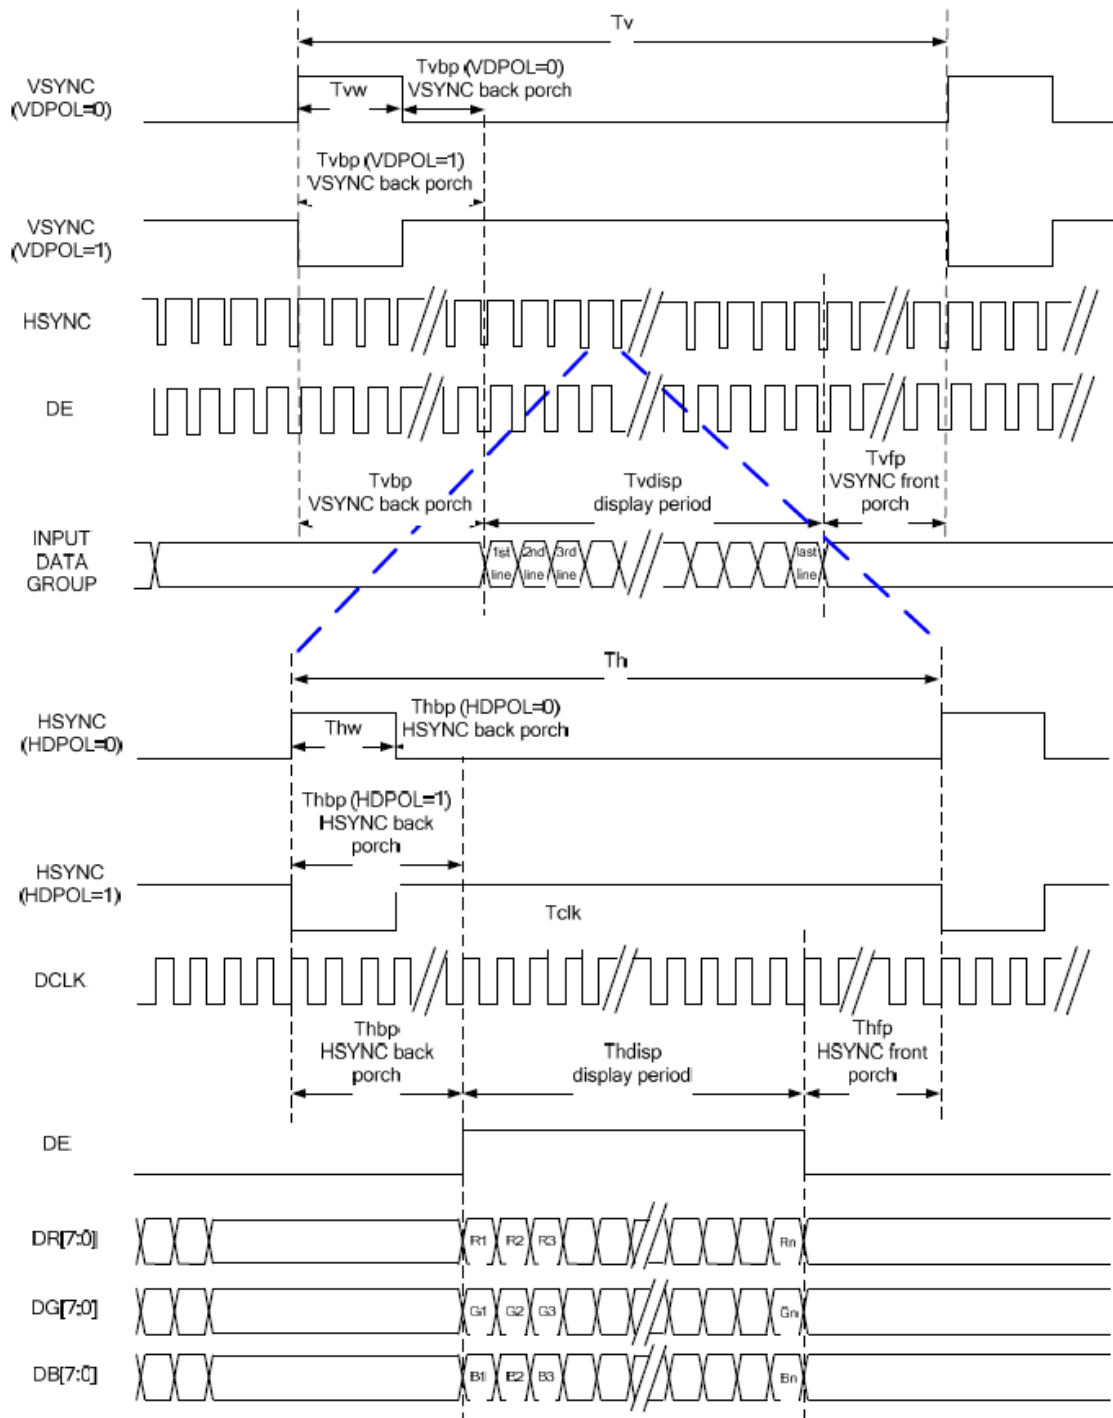 Tv
VSYNC
(VDPOL=0)
Tvw
Tvbp (VDPOL=0)
VSYNC back porch
Tvbp (VDPOL=1)
VSYNC back porch
VSYNC
(VDPOL=1)
HSYNC
DE
Tvbp
VSYNC back porch
Tvdisp
display period
Tvfp
VSYNC front
porch
INPUT
DATA
GROUP
1st
line
2nd
line
3rd
line
last
line
Th
HSYNC
(HDPOL=0)
Thw
Thbp (HDPOL=0)
HSYNC back porch
Thbp (HDPOL=1)
HSYNC back
porch
HSYNC
(HDPOL=1)
Tclk
DCLK
Thbp
HSYNC back
porch
Thdisp
display period
Thfp
HSYNC front
porch
DE
DR[7:0]
R1 R2 R3 Rn
DG[7:0]
G1 G2 G3 Gn
DB[7:0]
B1 B2 B3 Bn